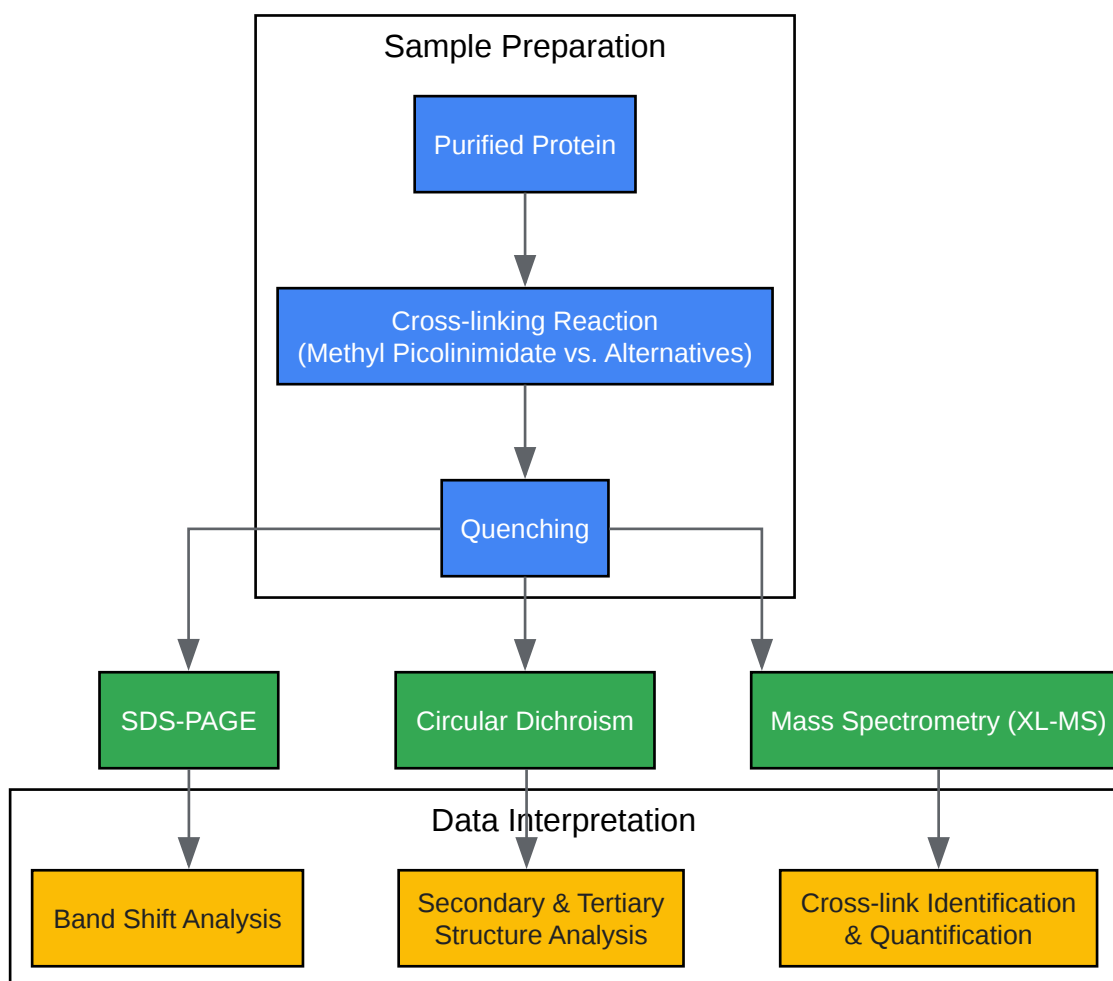 Sample Preparation
Purified Protein
Cross-linking Reaction
(Methyl Picolinimidate vs. Alternatives)
Quenching
SDS-PAGE
Circular Dichroism
Mass Spectrometry (XL-MS)
Data Interpretation
Band Shift Analysis
Secondary & Tertiary
Structure Analysis
Cross-link Identification
& Quantification